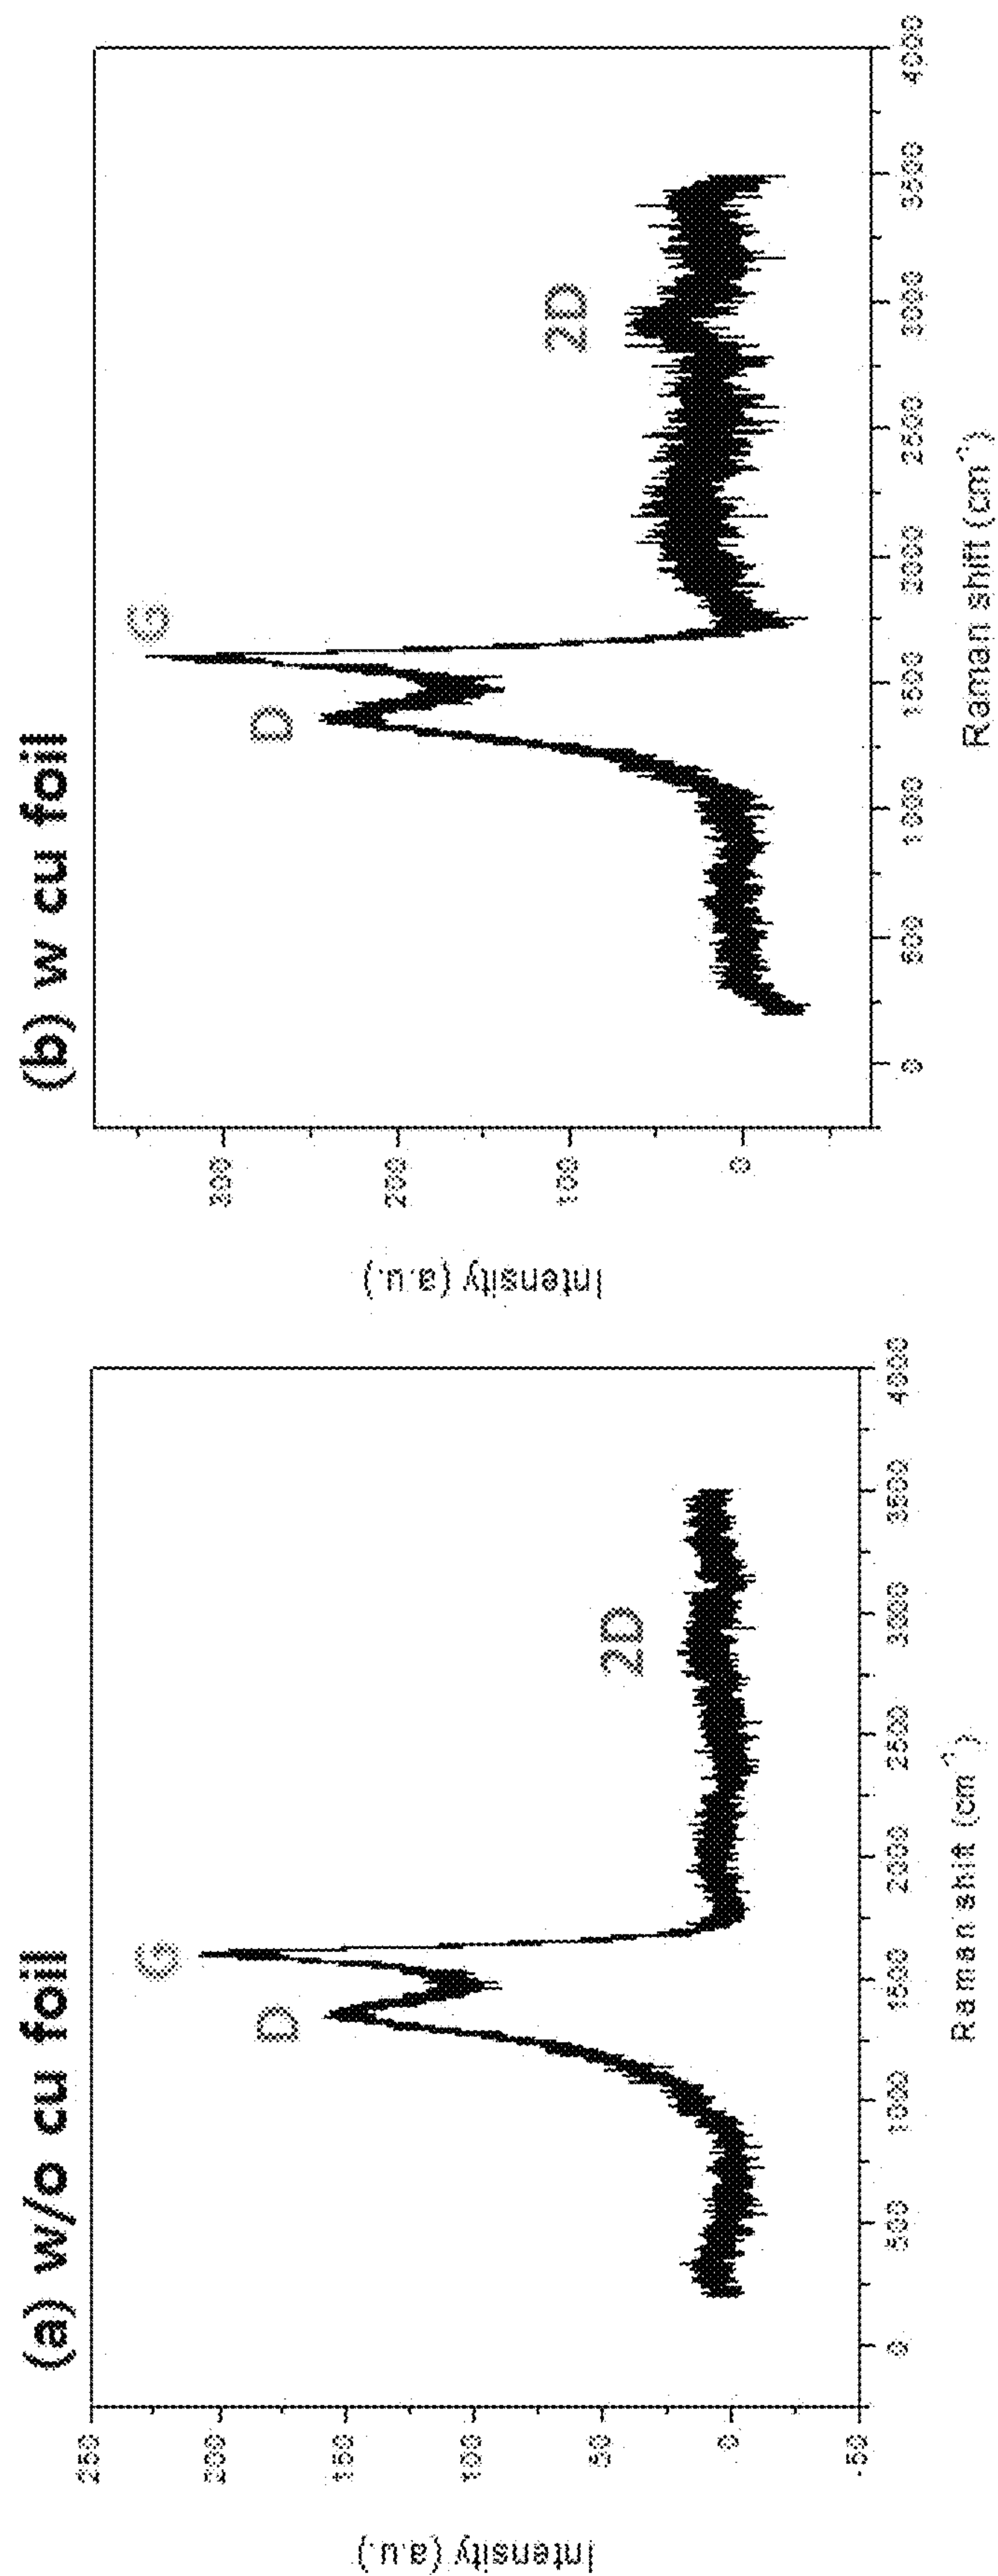 (a) w/o cu foil
Intensity (a.u.)
250
200
150
100
50
0
-50
G
D
2D
0
500
1000
1500
2000
2500
3000
3500
4000
Raman shift (cm⁻¹)
(b) w cu foil
Intensity (a.u.)
300
200
100
0
G
D
2D
0
500
1000
1500
2000
2500
3000
3500
4000
Raman shift (cm⁻¹)